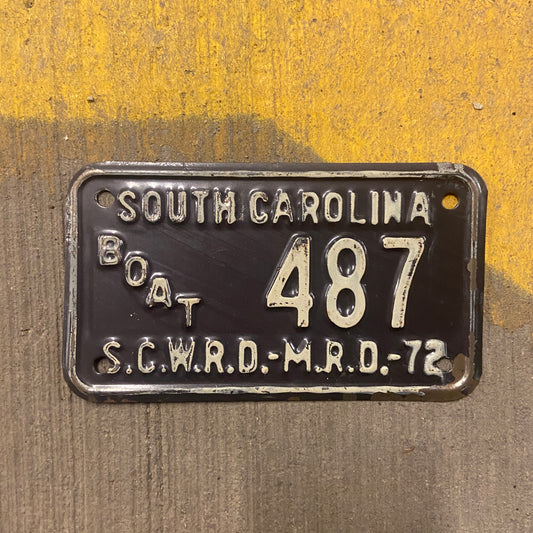 SOUTH CAROLINA
BOAT 487
S.C.W.R.D.-M.R.D.-72